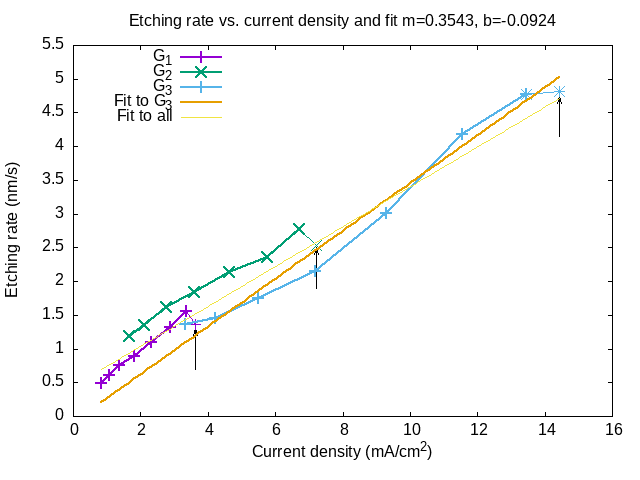 Etching rate vs. current density and fit m=0.3543, b=-0.0924
G1
G2
G3
Fit to G3
Fit to all
5.5
5
4.5
4
3.5
3
2.5
2
1.5
1
0.5
0
Etching rate (nm/s)
0 2 4 6 8 10 12 14 16
Current density (mA/cm²)